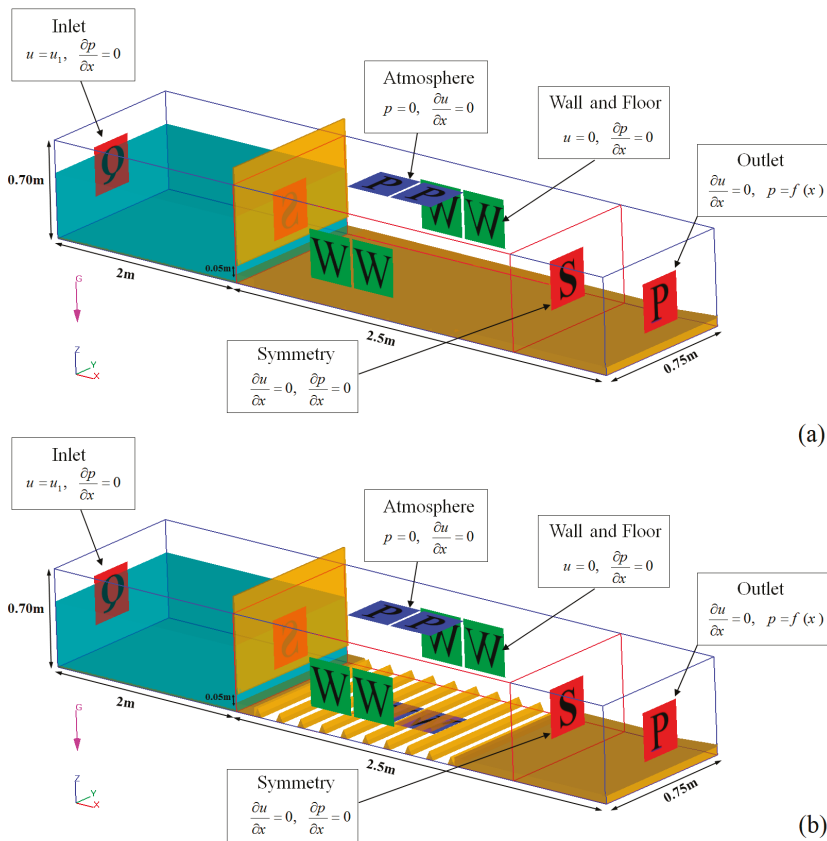 Inlet
u = u₁, ∂p/∂x = 0
Atmosphere
p = 0, ∂u/∂x = 0
Wall and Floor
u = 0, ∂p/∂x = 0
Outlet
∂u/∂x = 0, p = f(x)
0.70m
Q
S
P P
W W
W W
S
P
0.05m
2m
2.5m
0.75m
G
Z
Y
X
Symmetry
∂u/∂x = 0, ∂p/∂x = 0
(a)
Inlet
u = u₁, ∂p/∂x = 0
Atmosphere
p = 0, ∂u/∂x = 0
Wall and Floor
u = 0, ∂p/∂x = 0
Outlet
∂u/∂x = 0, p = f(x)
0.70m
Q
S
P P
W W
W W
S
P
0.05m
2m
2.5m
0.75m
G
Z
Y
X
Symmetry
∂u/∂x = 0, ∂p/∂x = 0
(b)